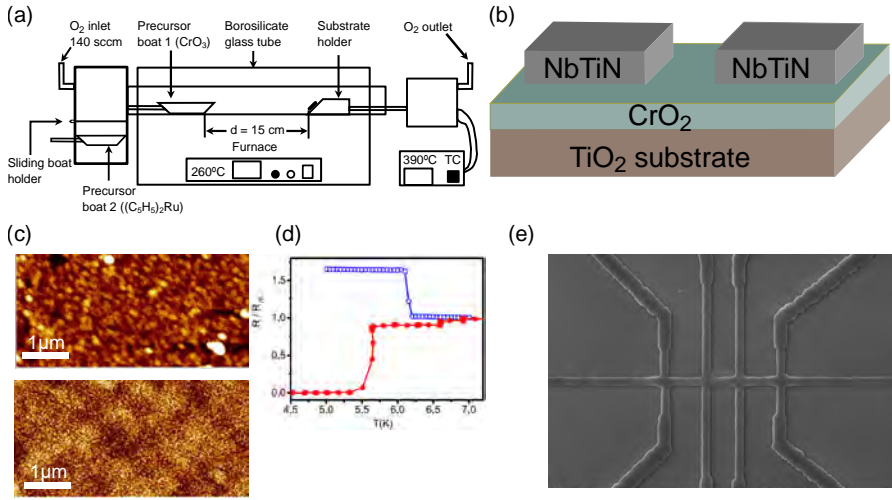 (a)
O₂ inlet
140 sccm
Precursor
boat 1 (CrO₃)
Borosilicate
glass tube
Substrate
holder
O₂ outlet
d = 15 cm
Furnace
Sliding boat
holder
260ºC
390ºC TC
Precursor
boat 2 ((C₅H₅)₂Ru)
(b)
NbTiN
NbTiN
CrO₂
TiO₂ substrate
(c)
1µm
1µm
(d)
R / R
1,5
1,0
0,5
0,0
4,5
5,0
5,5
6,0
6,5
7,0
T(K)
(e)